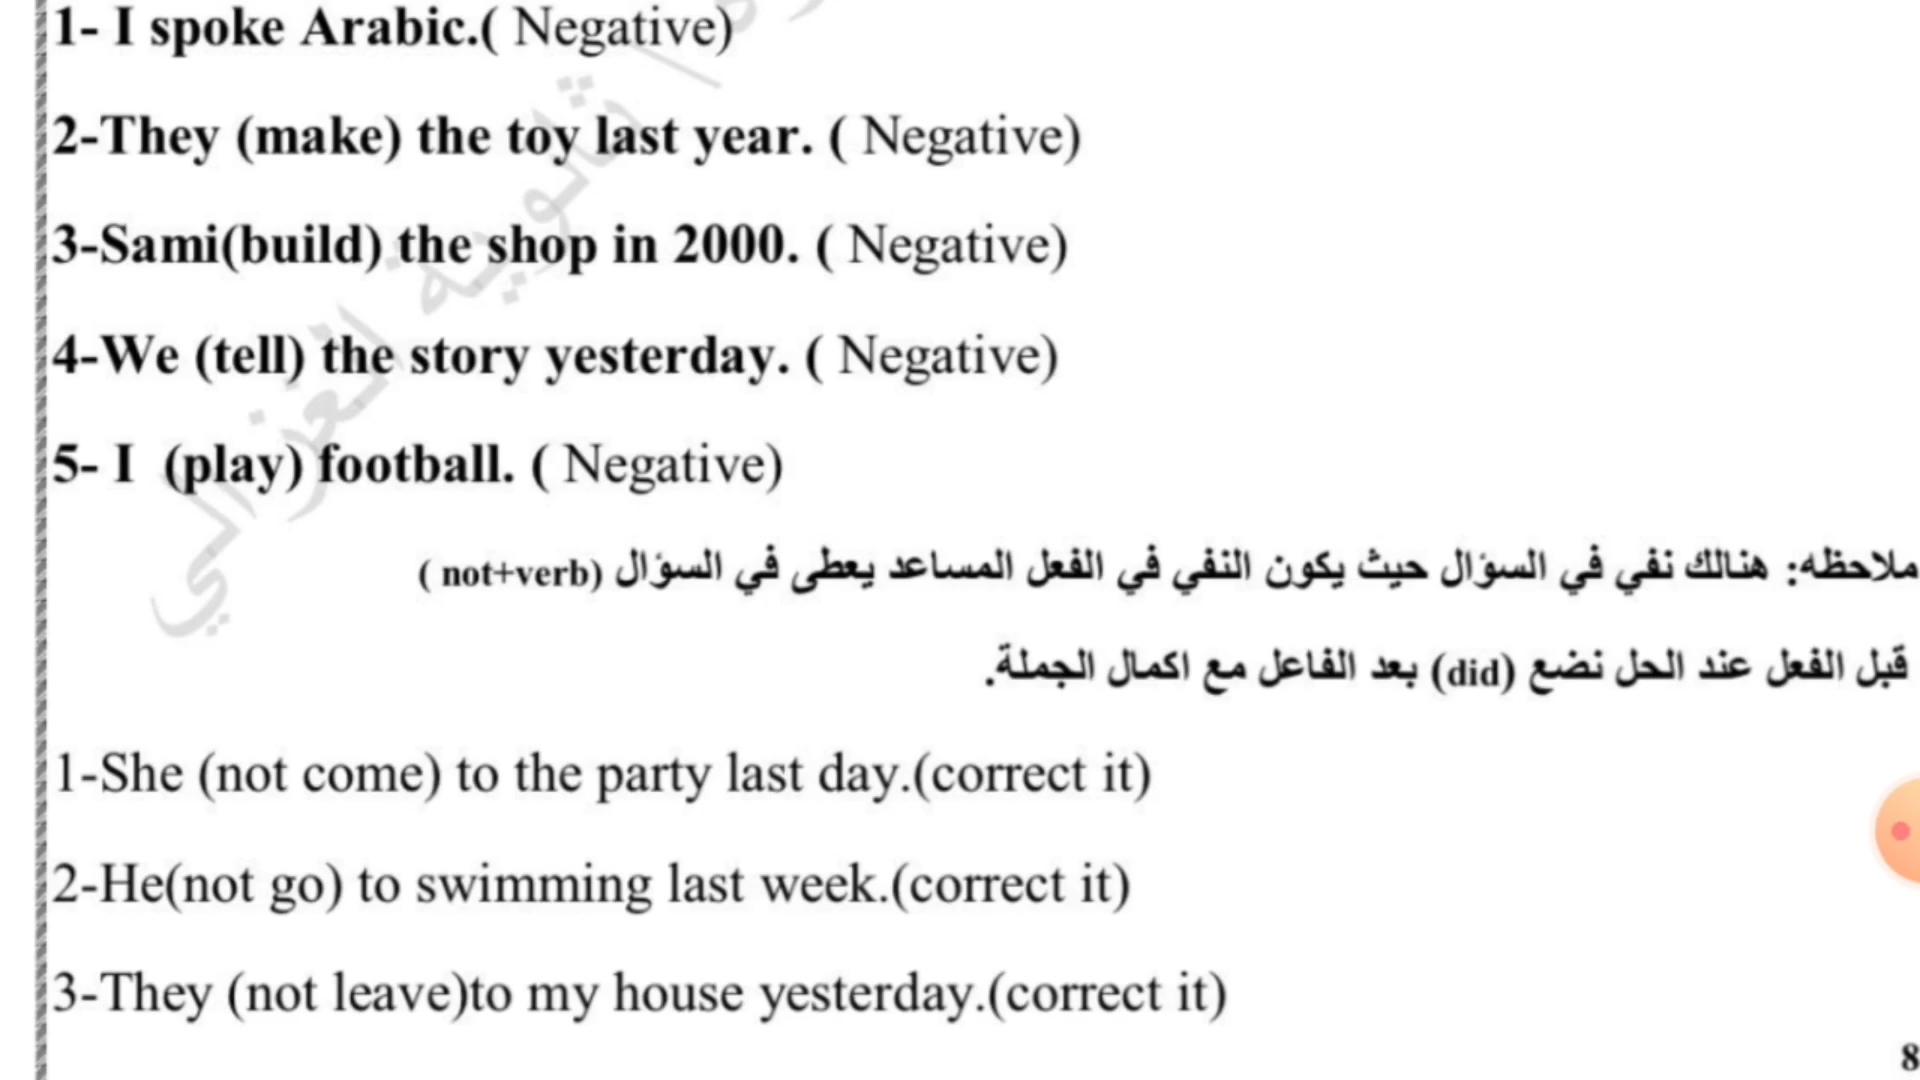 1- I spoke Arabic.( Negative)
2-They (make) the toy last year. ( Negative)
3-Sami(build) the shop in 2000. ( Negative)
4-We (tell) the story yesterday. ( Negative)
5- I (play) football. ( Negative)
ملاحظه: هنالك نفي في السؤال حيث يكون النفي في الفعل المساعد يعطى في السؤال (not+verb )
قبل الفعل عند الحل نضع (did) بعد الفاعل مع اكمال الجملة.
1-She (not come) to the party last day.(correct it)
2-He(not go) to swimming last week.(correct it)
3-They (not leave)to my house yesterday.(correct it)
8
ثانوية الغزالي